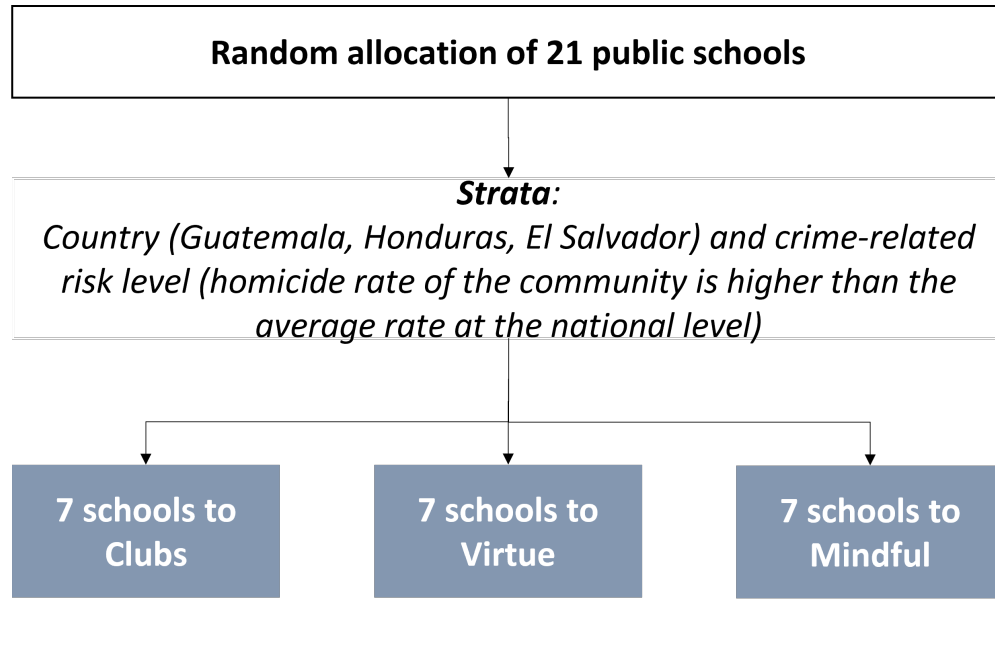 Random allocation of 21 public schools
Strata:
Country (Guatemala, Honduras, El Salvador) and crime-related
risk level (homicide rate of the community is higher than the
average rate at the national level)
7 schools to
Clubs
7 schools to
Virtue
7 schools to
Mindful